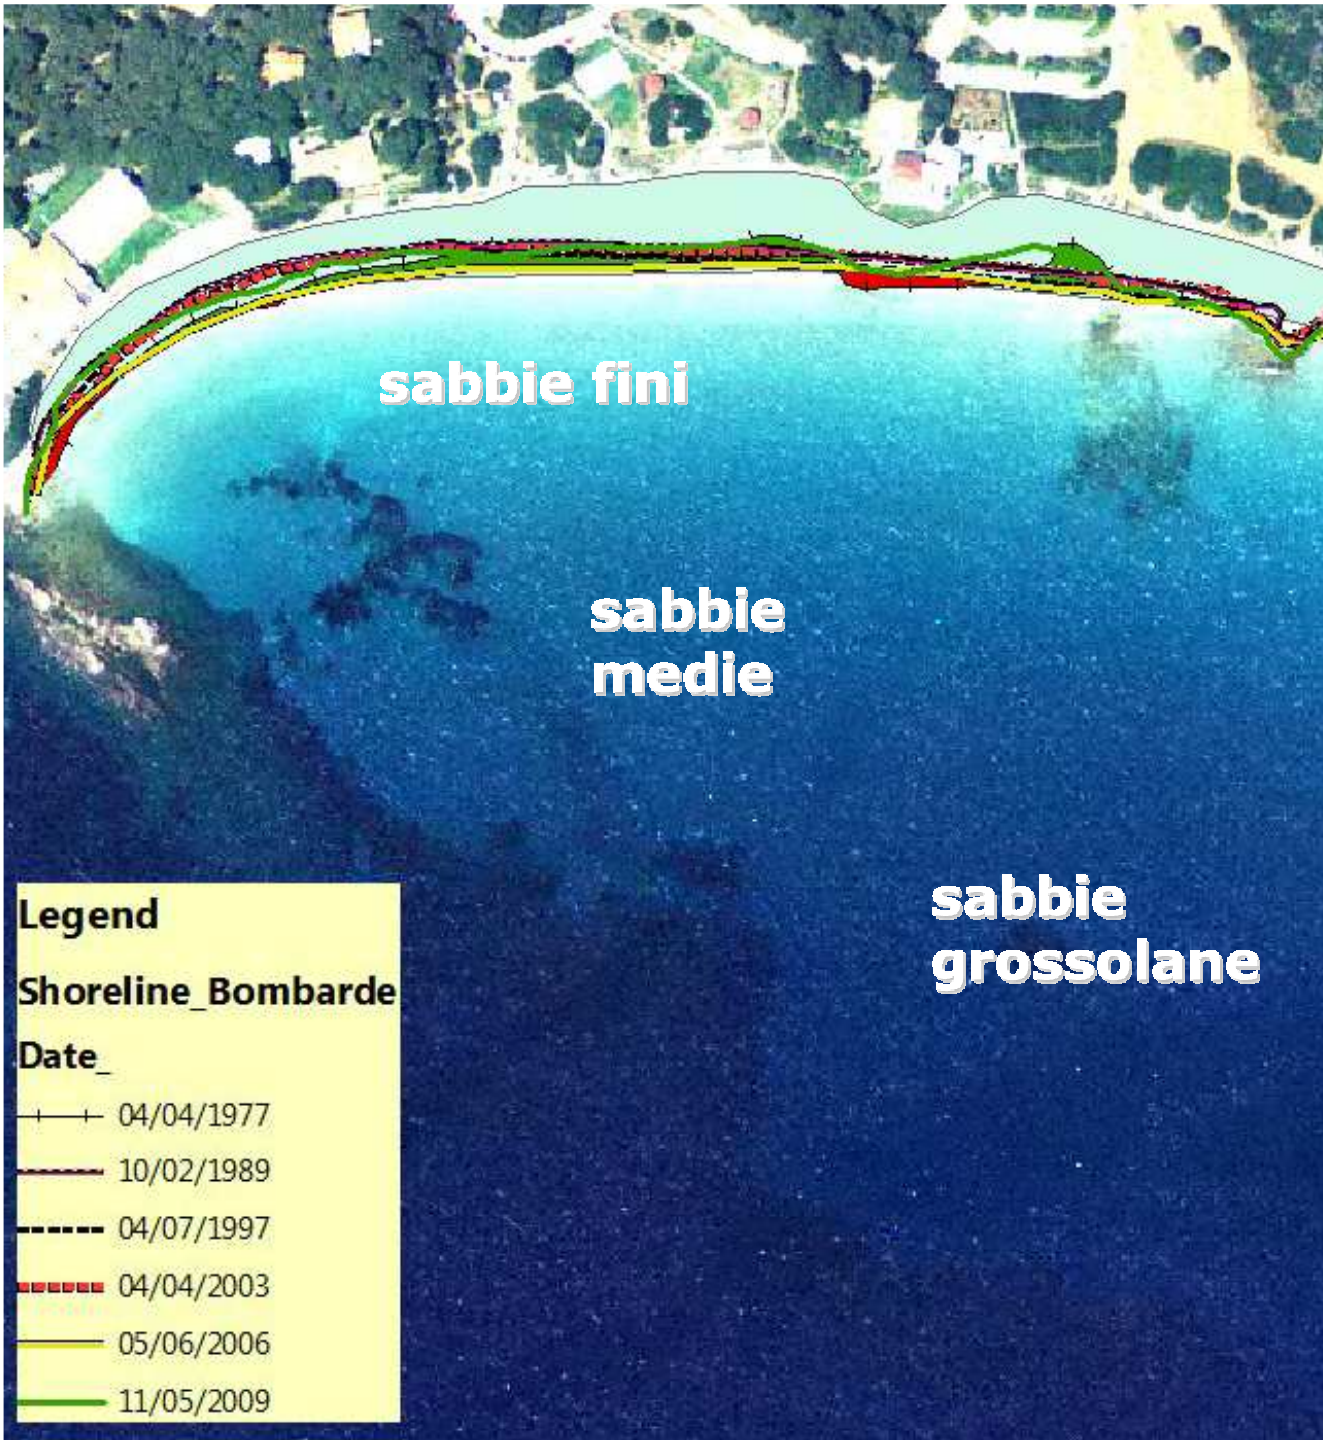 sabbie fini
sabbie
medie
sabbie
grossolane
Legend
Shoreline_Bombarde
Date_
04/04/1977
10/02/1989
04/07/1997
04/04/2003
05/06/2006
11/05/2009